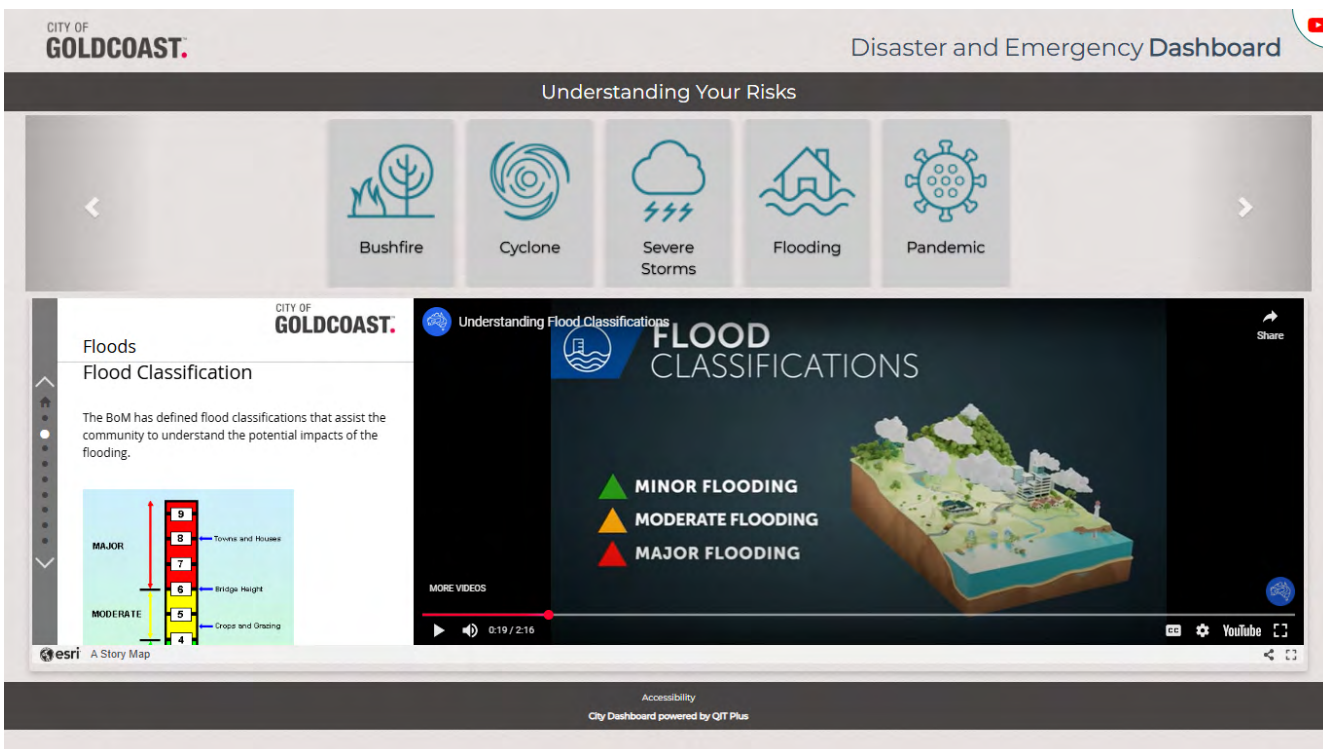 CITY OF
GOLDCOAST.
Disaster and Emergency Dashboard
Understanding Your Risks
Bushfire
Cyclone
Severe
Storms
Flooding
Pandemic
CITY OF
GOLDCOAST.
Floods
Flood Classification
The BoM has defined flood classifications that assist the
community to understand the potential impacts of the
flooding.
9
MAJOR
8
Towns and Houses
7
6
Bridge Height
MODERATE
5
Crops and Grazing
4
Understanding Flood Classifications
Share
FLOOD
CLASSIFICATIONS
MINOR FLOODING
MODERATE FLOODING
MAJOR FLOODING
MORE VIDEOS
0:19 / 2:16
CC
YouTube
esri A Story Map
Accessibility
City Dashboard powered by QIT Plus